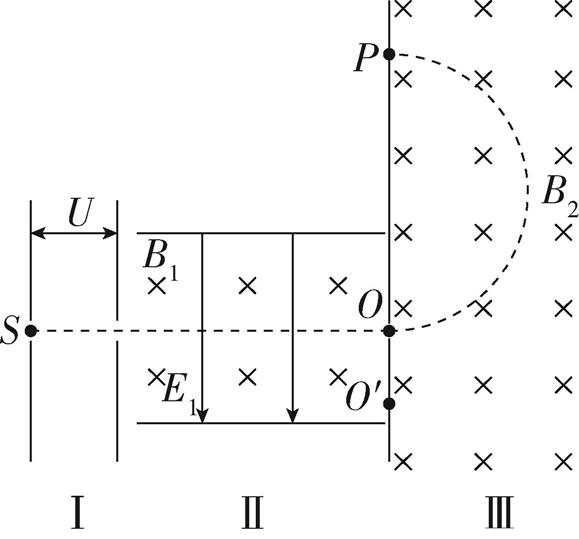 P
U
B₂
B₁
O
S
E₁
O′
Ⅰ Ⅱ Ⅲ